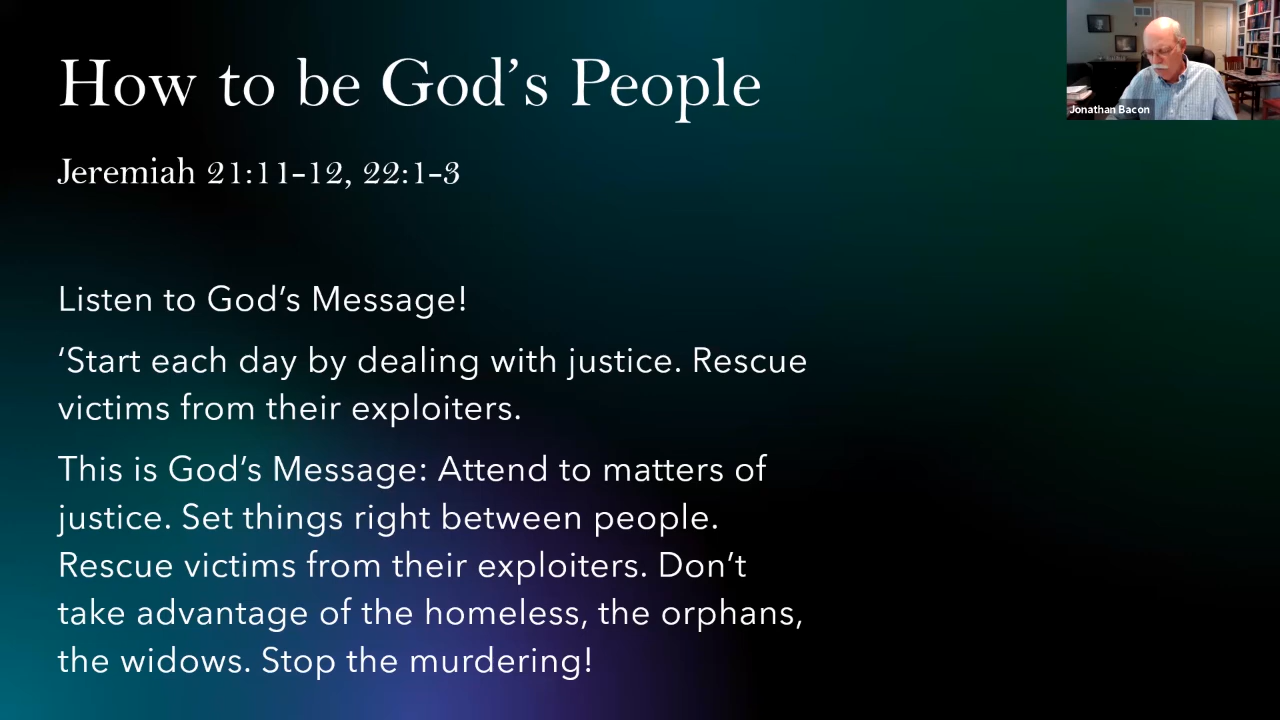 How to be God’s People
Jonathan Bacon
Jeremiah 21:11-12, 22:1-3
Listen to God’s Message!
‘Start each day by dealing with justice. Rescue
victims from their exploiters.
This is God’s Message: Attend to matters of
justice. Set things right between people.
Rescue victims from their exploiters. Don’t
take advantage of the homeless, the orphans,
the widows. Stop the murdering!